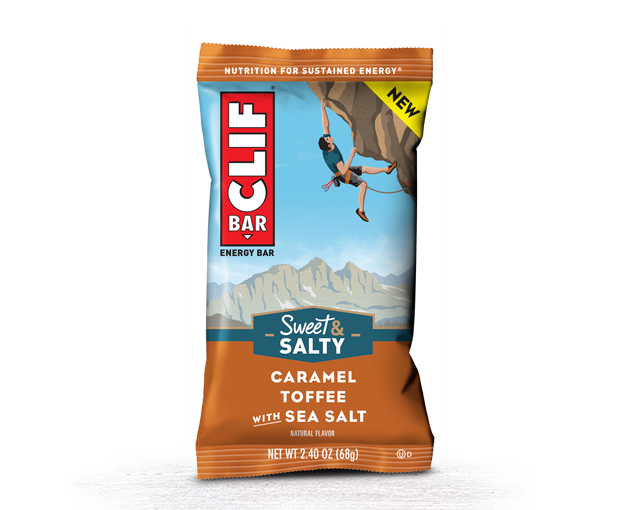 NUTRITION FOR SUSTAINED ENERGY®
NEW
CLIF®
BAR
ENERGY BAR
Sweet &
SALTY
CARAMEL
TOFFEE
WITH SEA SALT
NATURAL FLAVOR
NET WT 2.40 OZ (68g)
U D